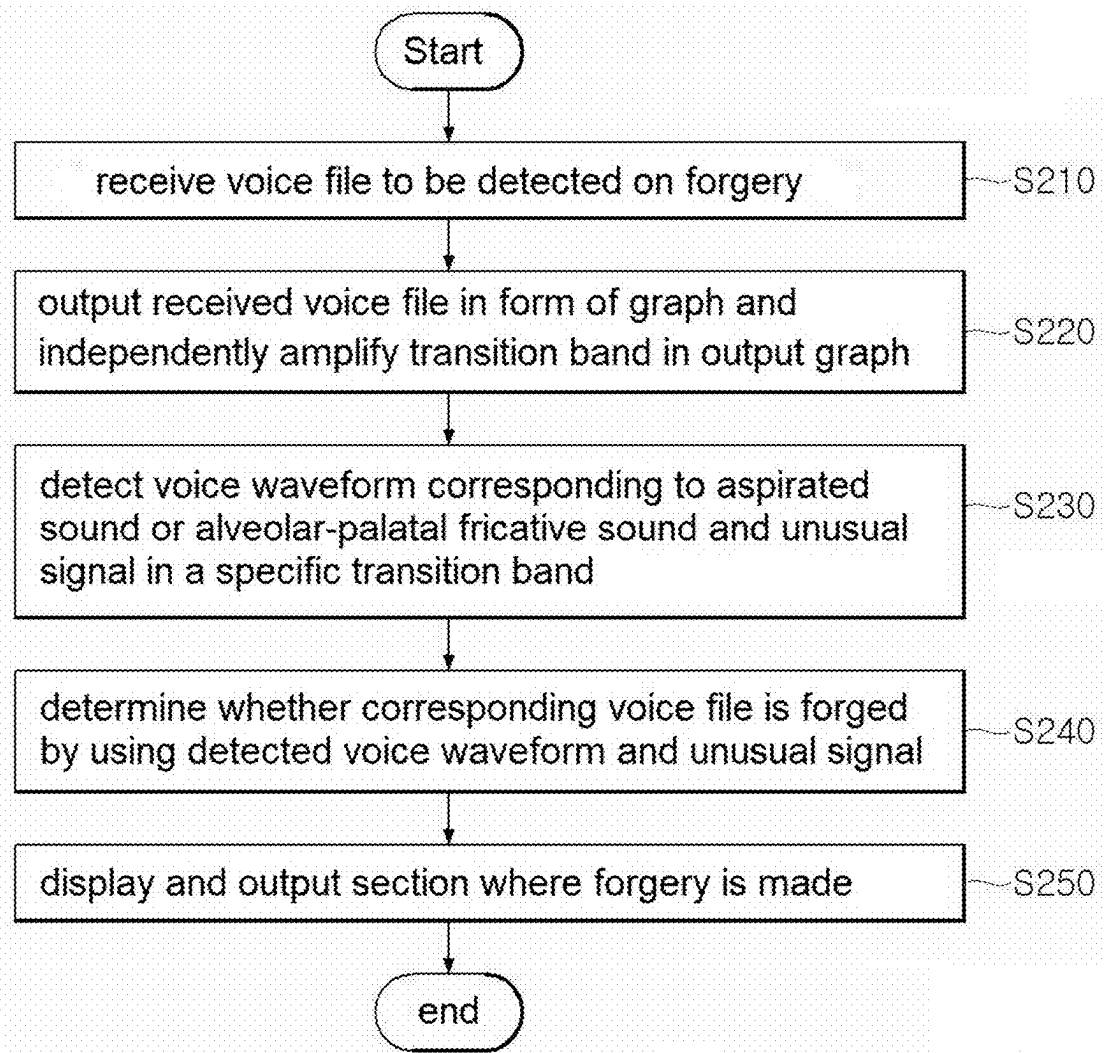 Start
receive voice file to be detected on forgery
S210
output received voice file in form of graph and
independently amplify transition band in output graph
S220
detect voice waveform corresponding to aspirated
sound or alveolar-palatal fricative sound and unusual
signal in a specific transition band
S230
determine whether corresponding voice file is forged
by using detected voice waveform and unusual signal
S240
display and output section where forgery is made
S250
end